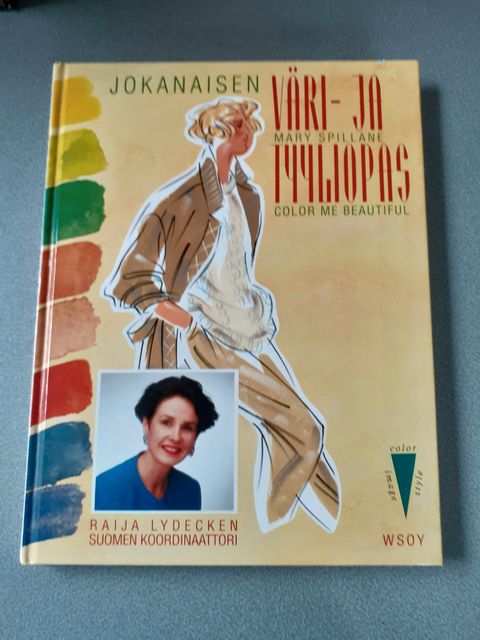 JOKANAISEN
VÄRI- JA
MARY SPILLANE
TYYLIOPAS
COLOR ME BEAUTIFUL
color
image
style
RAIJA LYDECKEN
SUOMEN KOORDINAATTORI
WSOY